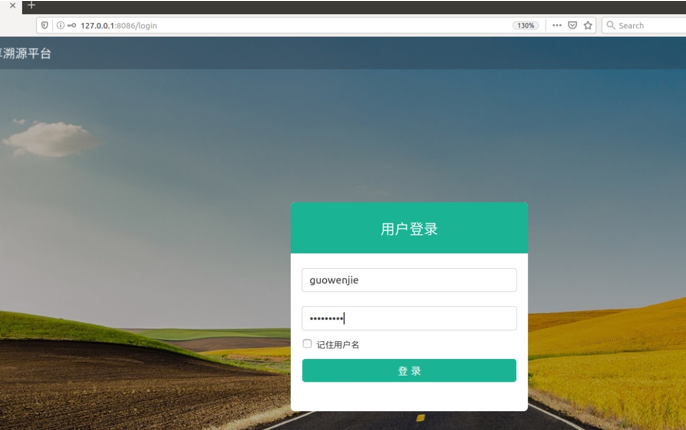 127.0.0.1:8086/login
130%
Search
溯源平台
用户登录
guowenjie
记住用户名
登 录